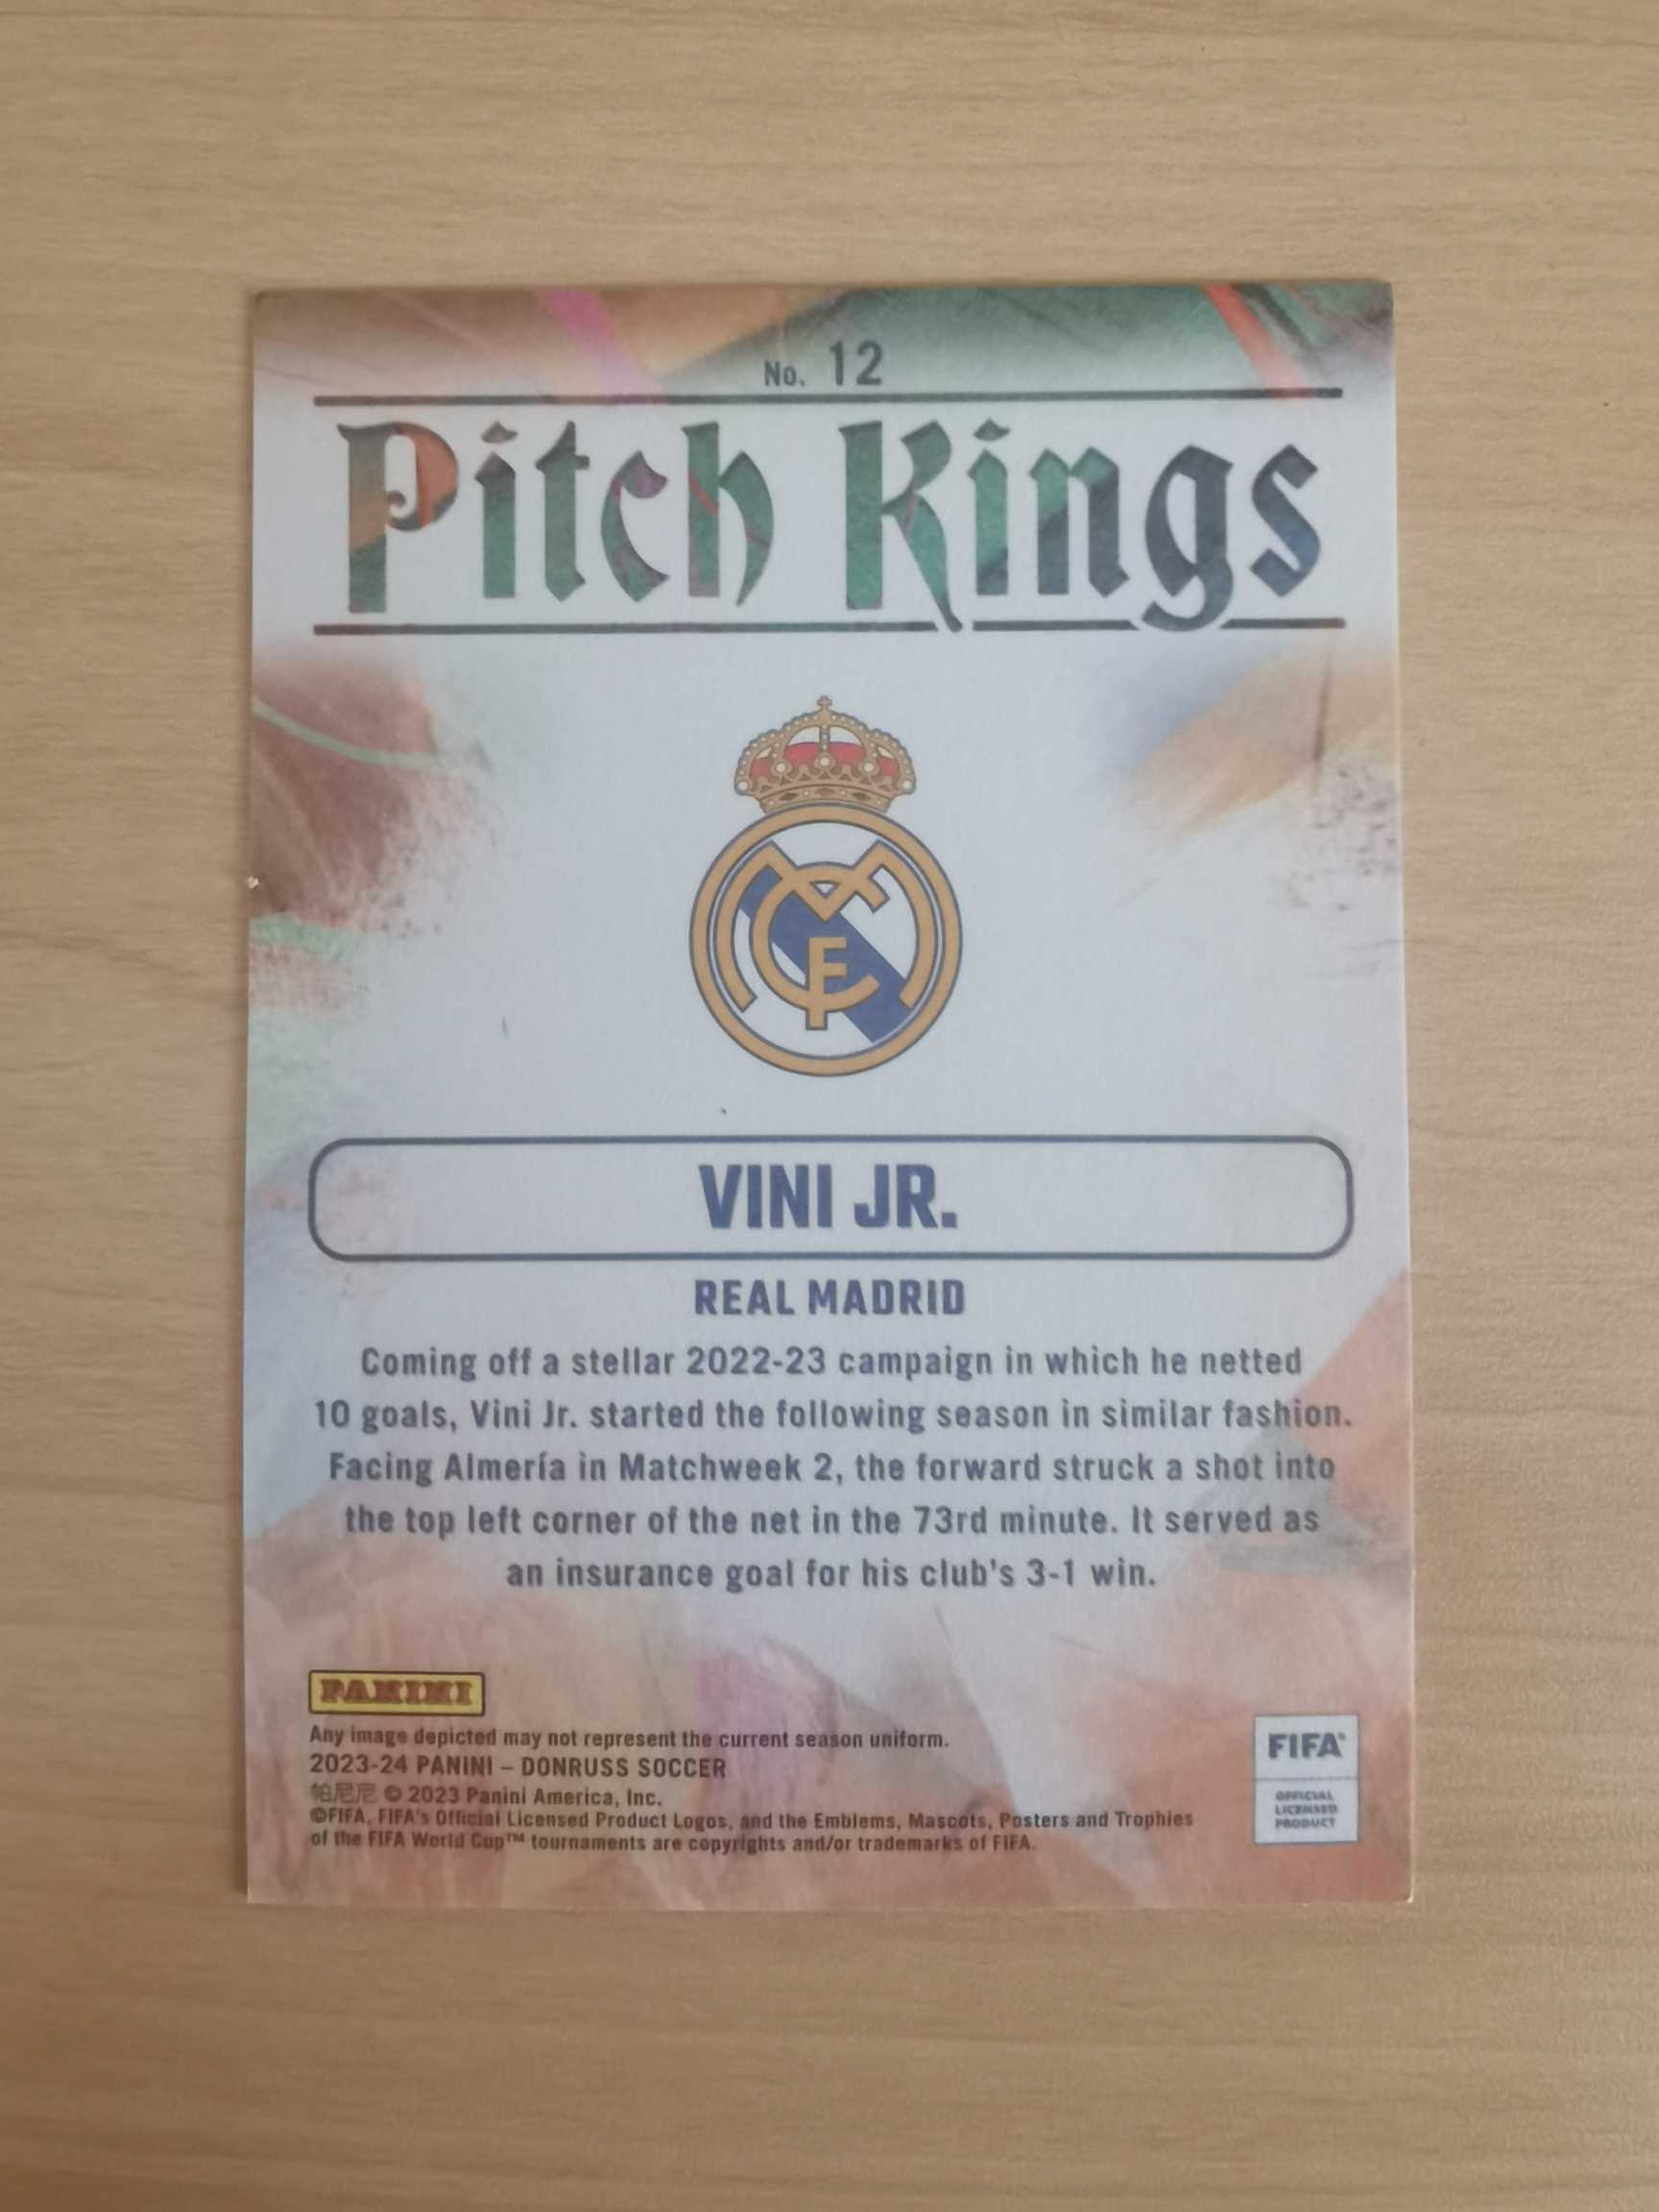 No. 12
Pitch Kings
VINI JR.
REAL MADRID
Coming off a stellar 2022-23 campaign in which he netted
10 goals, Vini Jr. started the following season in similar fashion.
Facing Almería in Matchweek 2, the forward struck a shot into
the top left corner of the net in the 73rd minute. It served as
an insurance goal for his club's 3-1 win.
PANINI
Any image depicted may not represent the current season uniform.
2023-24 PANINI – DONRUSS SOCCER
帕尼尼 © 2023 Panini America, Inc.
©FIFA, FIFA's Official Licensed Product Logos, and the Emblems, Mascots, Posters and Trophies
of the FIFA World Cup™ tournaments are copyrights and/or trademarks of FIFA.
FIFA®
OFFICIAL
LICENSED
PRODUCT